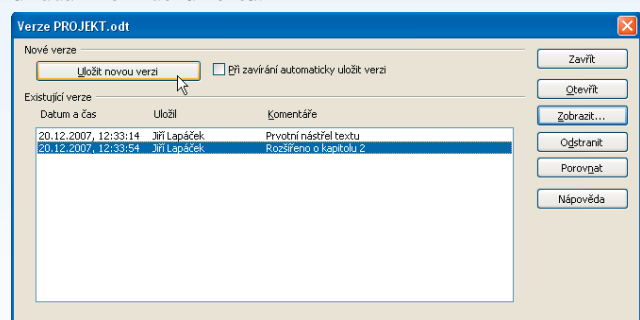 Verze PROJEKT.odt
Nové verze
Uložit novou verzi
Při zavírání automaticky uložit verzi
Existující verze
Datum a čas Uložil Komentáře
20.12.2007, 12:33:14 Jiří Lapáček Prvotní nástřel textu
20.12.2007, 12:33:54 Jiří Lapáček Rozšířeno o kapitolu 2
Zavřít
Otevřít
Zobrazit...
Odstranit
Porovnat
Nápověda